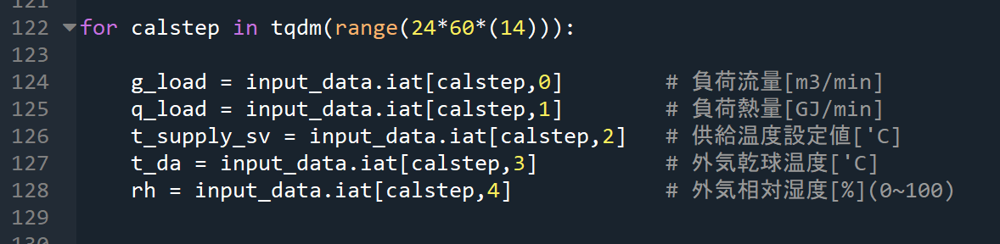 121
122 for calstep in tqdm(range(24*60*(14))):
123
124 g_load = input_data.iat[calstep,0] # 負荷流量[m3/min]
125 q_load = input_data.iat[calstep,1] # 負荷熱量[GJ/min]
126 t_supply_sv = input_data.iat[calstep,2] # 供給温度設定値['C]
127 t_da = input_data.iat[calstep,3] # 外気乾球温度['C]
128 rh = input_data.iat[calstep,4] # 外気相対湿度[%](0~100)
129
130